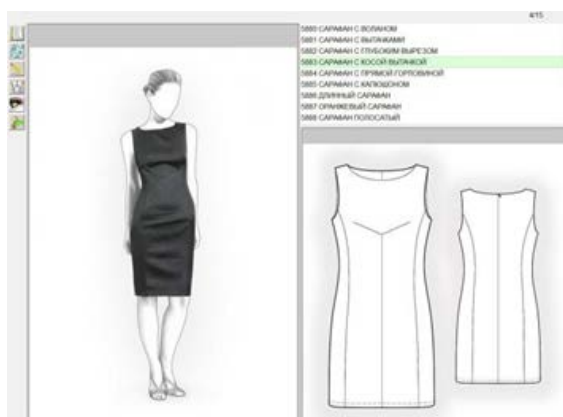 4/15
5880 САРАФАН С ВОЛАНОМ
5881 САРАФАН С ВЫТАЧКАМИ
5882 САРАФАН С ГЛУБОКИМ ВЫРЕЗОМ
5883 САРАФАН С КОСОЙ ВЫТАЧКОЙ
5884 САРАФАН С ПРЯМОЙ ГОРЛОВИНОЙ
5885 САРАФАН С КАПЮШОНОМ
5886 ДЛИННЫЙ САРАФАН
5887 ОРАНЖЕВЫЙ САРАФАН
5888 САРАФАН ПОЛОСАТЫЙ